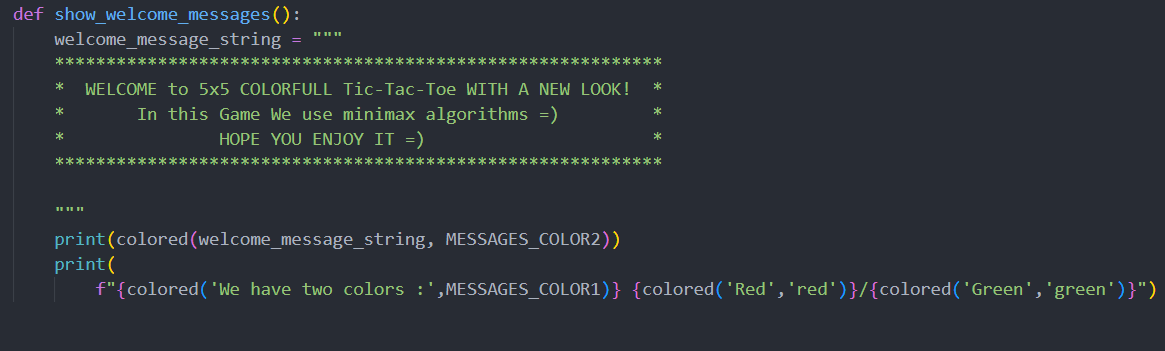 def show_welcome_messages():
    welcome_message_string = """
    ***********************************************************
    *  WELCOME to 5x5 COLORFULL Tic-Tac-Toe WITH A NEW LOOK!  *
    *       In this Game We use minimax algorithms =)         *
    *               HOPE YOU ENJOY IT =)                      *
    ***********************************************************

    """
    print(colored(welcome_message_string, MESSAGES_COLOR2))
    print(
        f"{colored('We have two colors :',MESSAGES_COLOR1)} {colored('Red','red')}/{colored('Green','green')}")